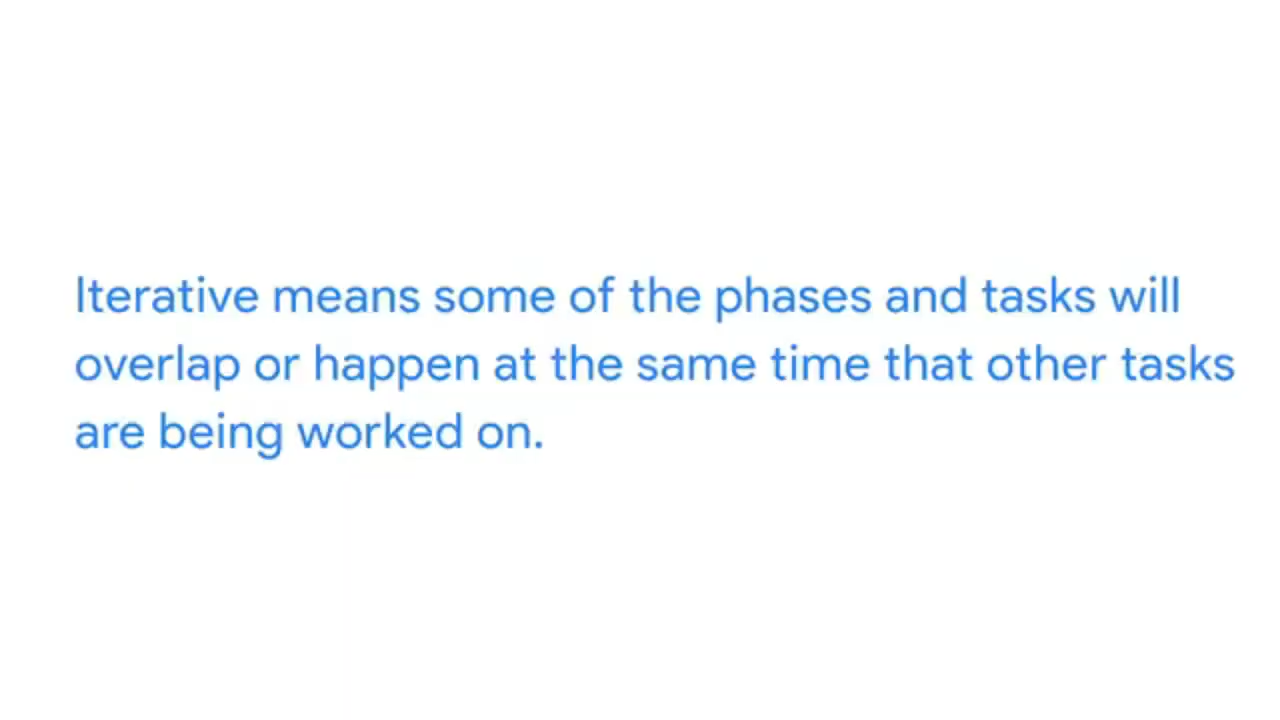 Iterative means some of the phases and tasks will
overlap or happen at the same time that other tasks
are being worked on.